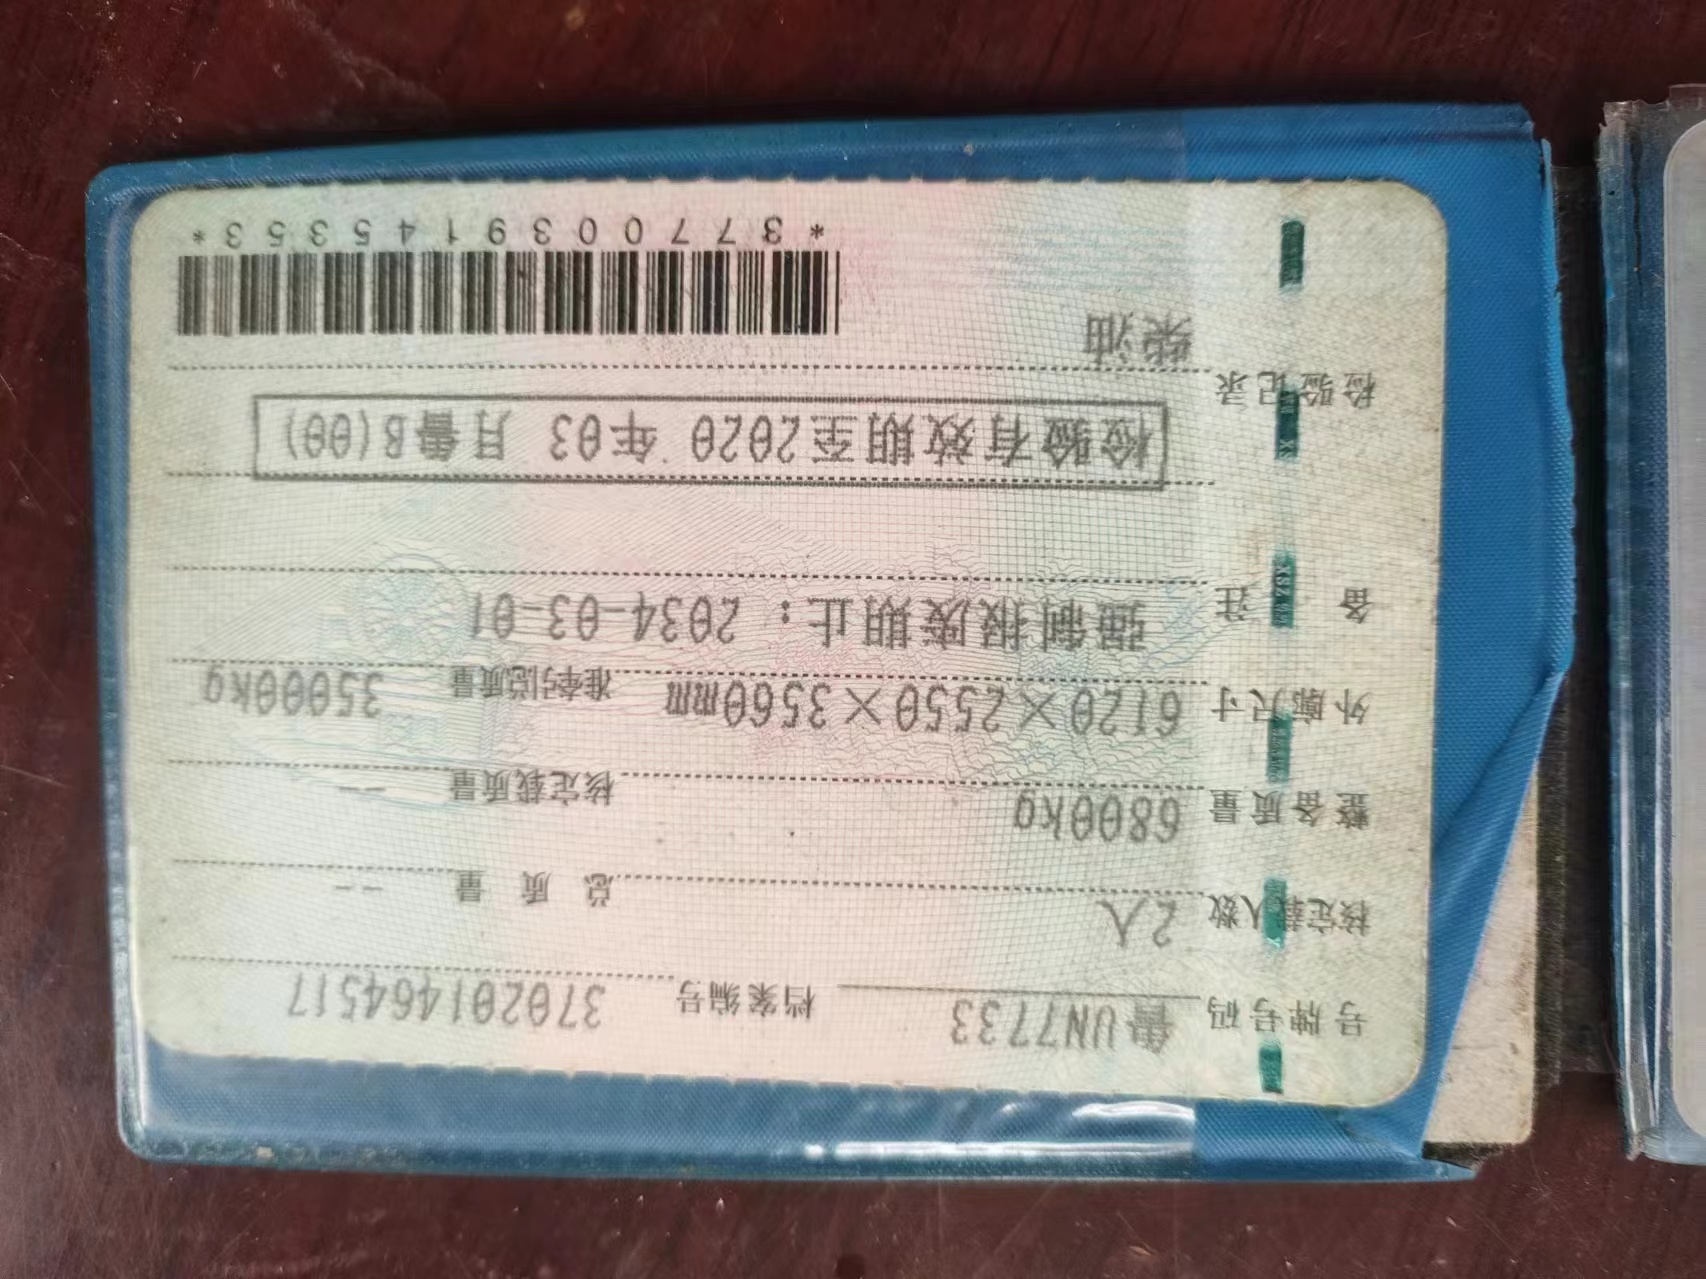 号牌号码 鲁UN7733 档案编号 370201464517
核定载人数 2人 总质量 --
整备质量 6800kg 核定载质量 --
外廓尺寸 6120×2550×3560mm 准牵引总质量 35000kg
备注 强制报废期止：2034-03-01
检验有效期至2020年03月鲁B(00)
检验记录
柴油
*3770039145353*